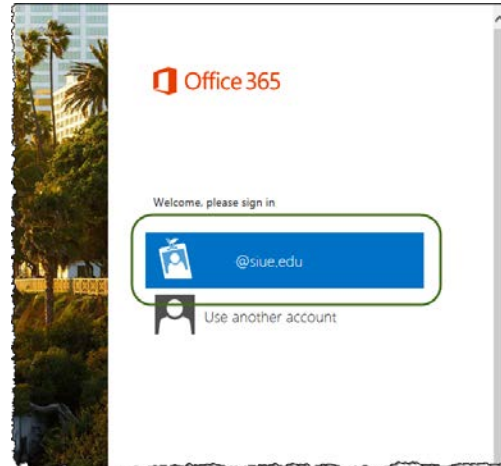 Office 365
Welcome, please sign in
@siue.edu
Use another account